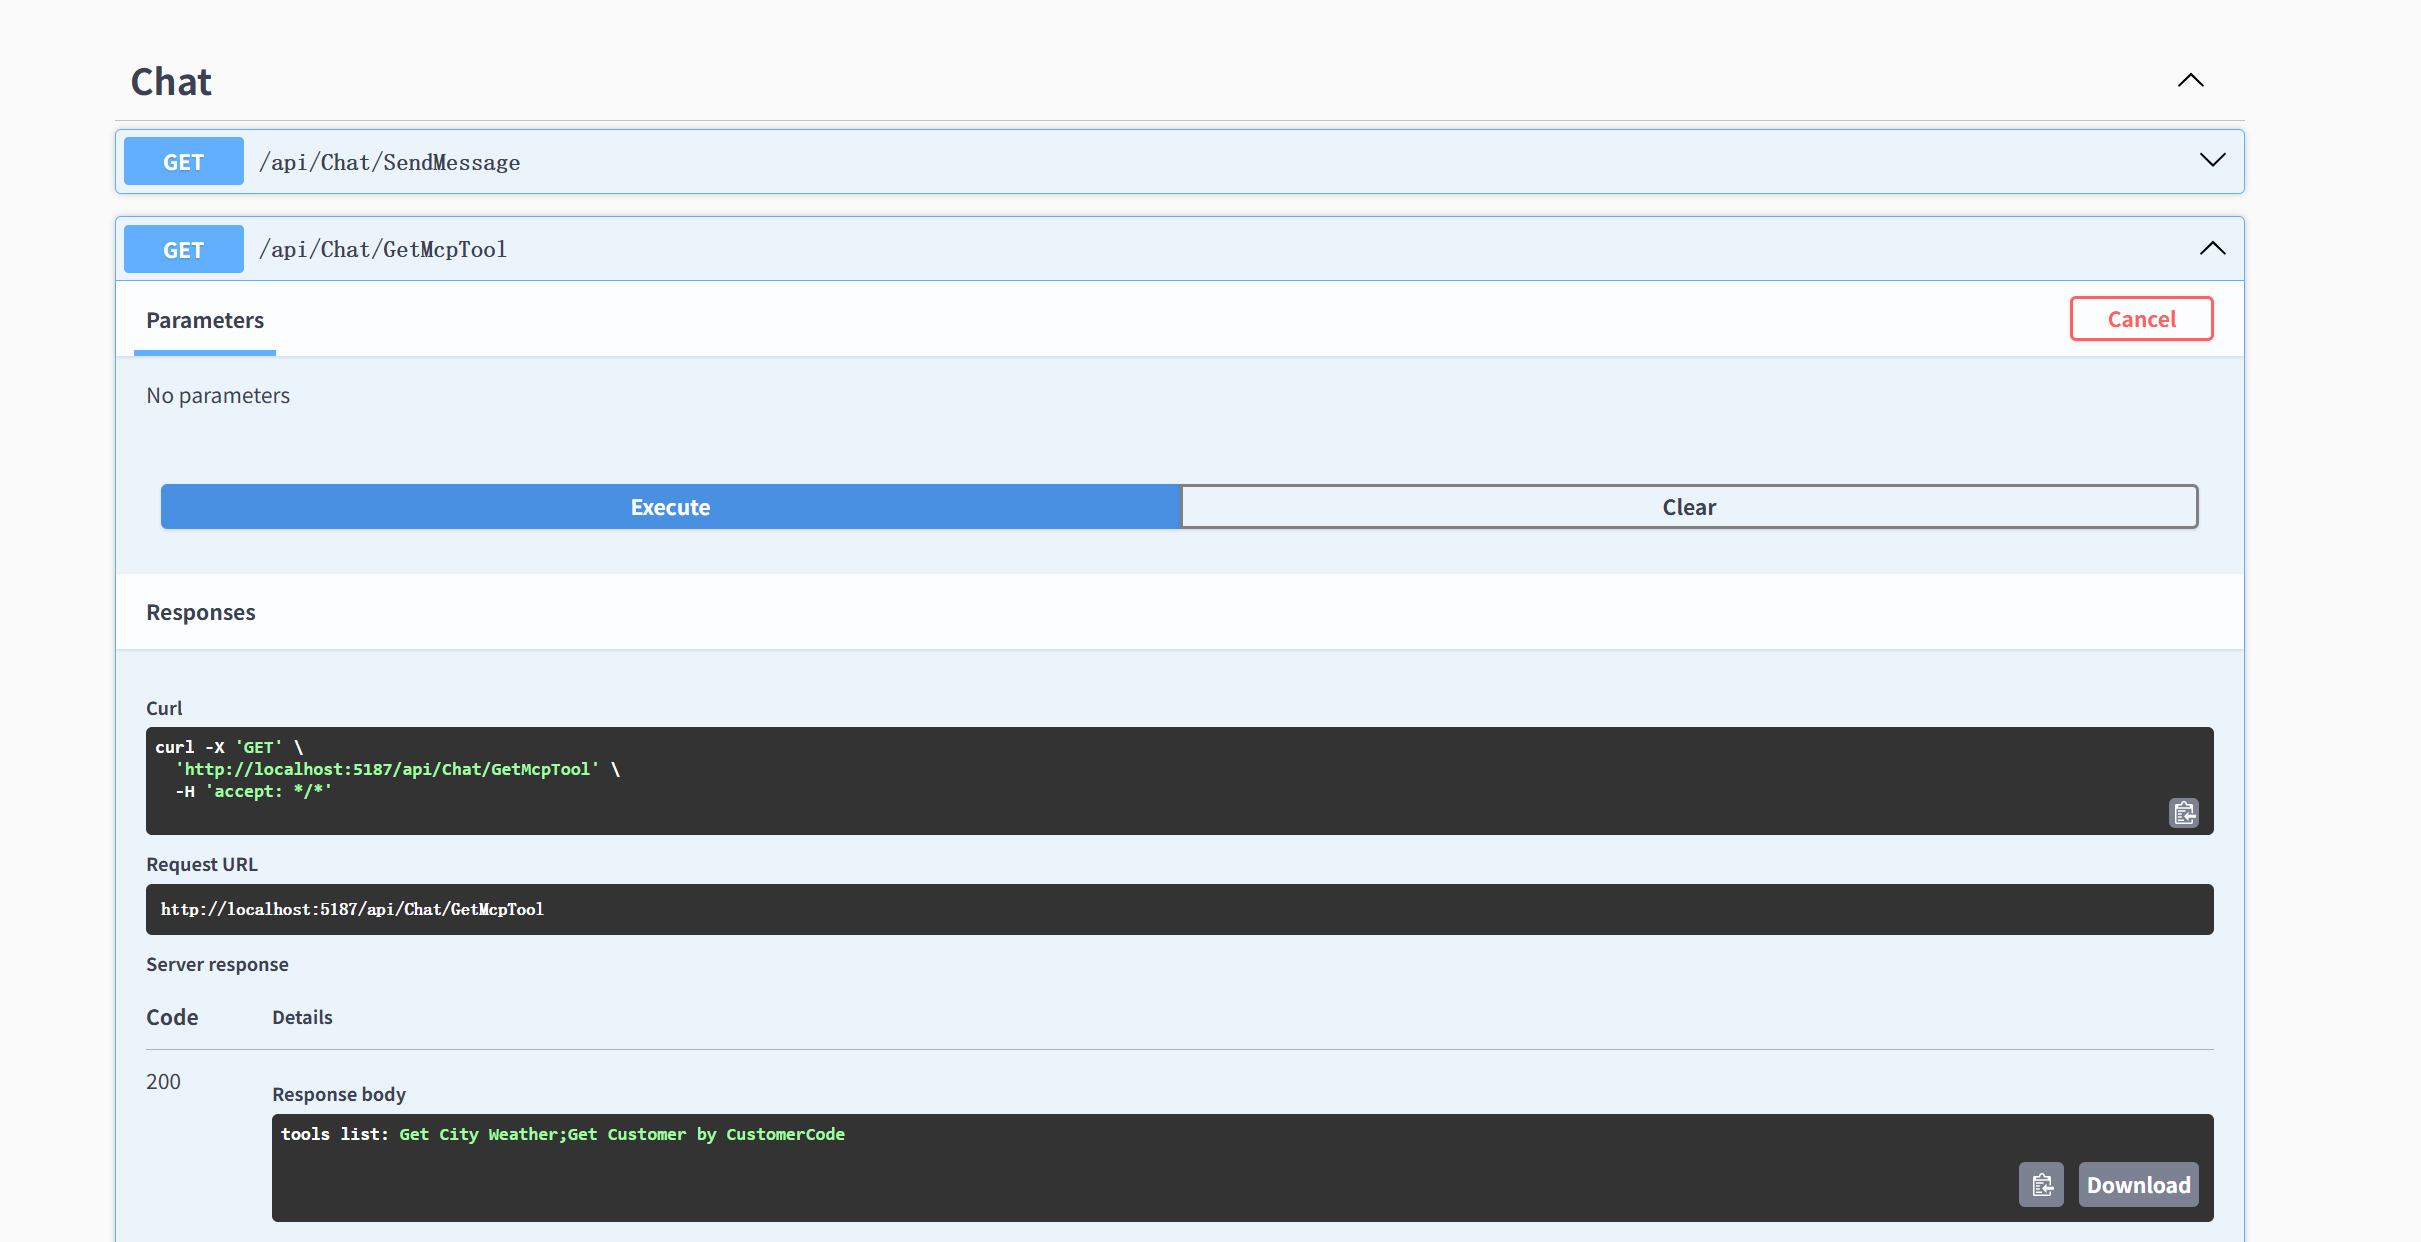 Chat
GET /api/Chat/SendMessage
GET /api/Chat/GetMcpTool
Parameters
Cancel
No parameters
Execute
Clear
Responses
Curl
curl -X 'GET' \
'http://localhost:5187/api/Chat/GetMcpTool' \
-H 'accept: */*'
Request URL
http://localhost:5187/api/Chat/GetMcpTool
Server response
Code Details
200
Response body
tools list: Get City Weather;Get Customer by CustomerCode
Download